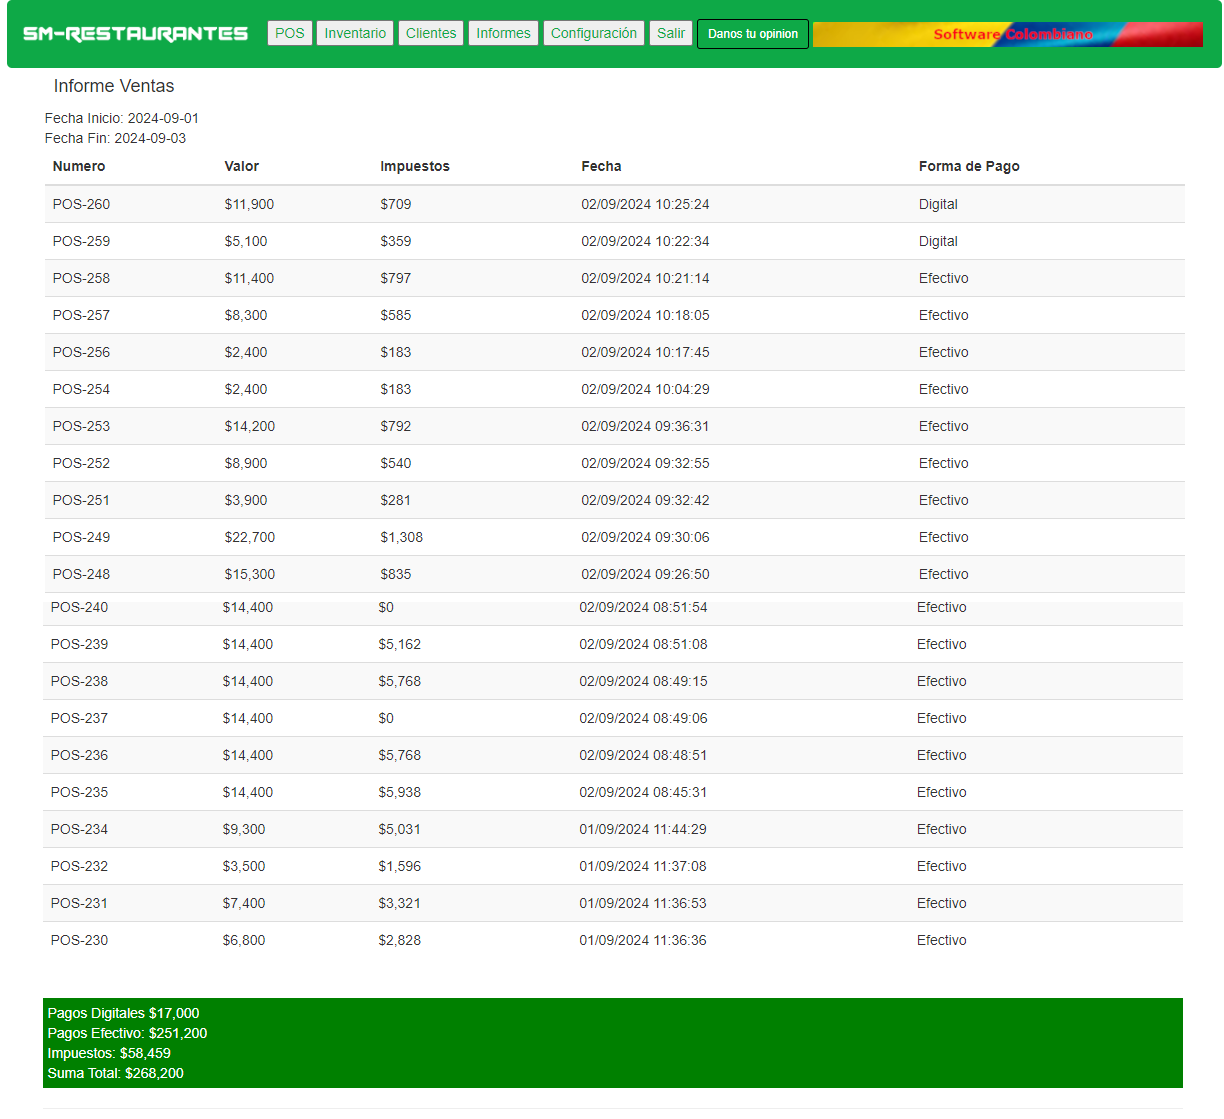 SM-RESTAURANTES POS Inventario Clientes Informes Configuración Salir Danos tu opinion Software Colombiano
Informe Ventas
Fecha Inicio: 2024-09-01
Fecha Fin: 2024-09-03
Numero Valor Impuestos Fecha Forma de Pago
POS-260 $11,900 $709 02/09/2024 10:25:24 Digital
POS-259 $5,100 $359 02/09/2024 10:22:34 Digital
POS-258 $11,400 $797 02/09/2024 10:21:14 Efectivo
POS-257 $8,300 $585 02/09/2024 10:18:05 Efectivo
POS-256 $2,400 $183 02/09/2024 10:17:45 Efectivo
POS-254 $2,400 $183 02/09/2024 10:04:29 Efectivo
POS-253 $14,200 $792 02/09/2024 09:36:31 Efectivo
POS-252 $8,900 $540 02/09/2024 09:32:55 Efectivo
POS-251 $3,900 $281 02/09/2024 09:32:42 Efectivo
POS-249 $22,700 $1,308 02/09/2024 09:30:06 Efectivo
POS-248 $15,300 $835 02/09/2024 09:26:50 Efectivo
POS-240 $14,400 $0 02/09/2024 08:51:54 Efectivo
POS-239 $14,400 $5,162 02/09/2024 08:51:08 Efectivo
POS-238 $14,400 $5,768 02/09/2024 08:49:15 Efectivo
POS-237 $14,400 $0 02/09/2024 08:49:06 Efectivo
POS-236 $14,400 $5,768 02/09/2024 08:48:51 Efectivo
POS-235 $14,400 $5,938 02/09/2024 08:45:31 Efectivo
POS-234 $9,300 $5,031 01/09/2024 11:44:29 Efectivo
POS-232 $3,500 $1,596 01/09/2024 11:37:08 Efectivo
POS-231 $7,400 $3,321 01/09/2024 11:36:53 Efectivo
POS-230 $6,800 $2,828 01/09/2024 11:36:36 Efectivo
Pagos Digitales $17,000
Pagos Efectivo: $251,200
Impuestos: $58,459
Suma Total: $268,200